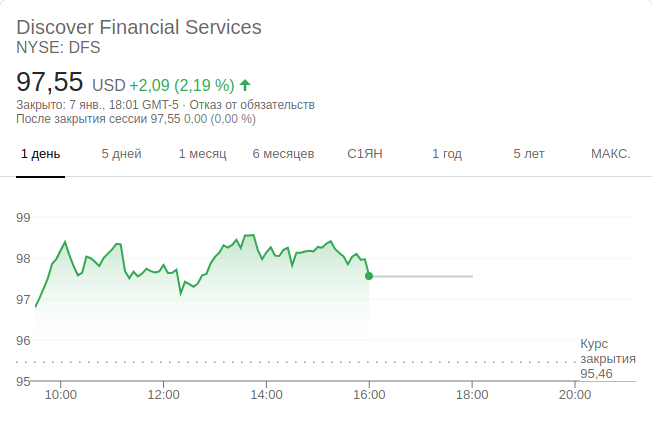 Discover Financial Services
NYSE: DFS
97,55 USD +2,09 (2,19 %)
Закрыто: 7 янв., 18:01 GMT-5 · Отказ от обязательств
После закрытия сессии 97,55 0,00 (0,00 %)
1 день 5 дней 1 месяц 6 месяцев С1ЯН 1 год 5 лет МАКС.
99
98
97
96
Курс
закрытия
95,46
95
10:00 12:00 14:00 16:00 18:00 20:00